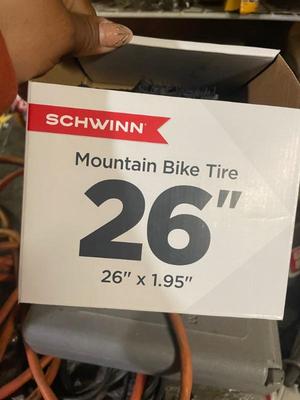 SCHWINN
Mountain Bike Tire
26"
26" x 1.95"